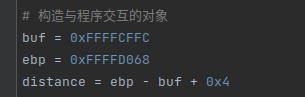 # 构造与程序交互的对象
buf = 0xFFFFCFFC
ebp = 0xFFFFD068
distance = ebp - buf + 0x4